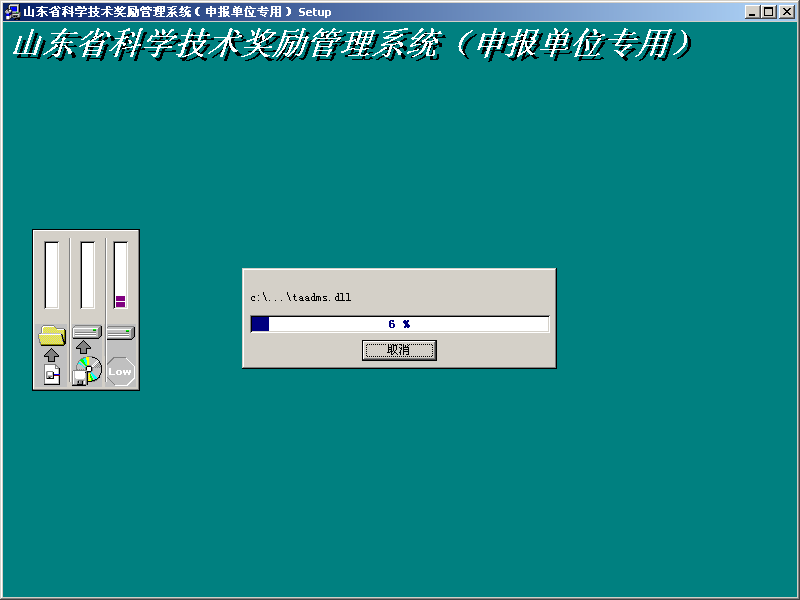 山东省科学技术奖励管理系统（申报单位专用） Setup
山东省科学技术奖励管理系统（申报单位专用）
c:\...\taadms.dll
6 %
取消
Low